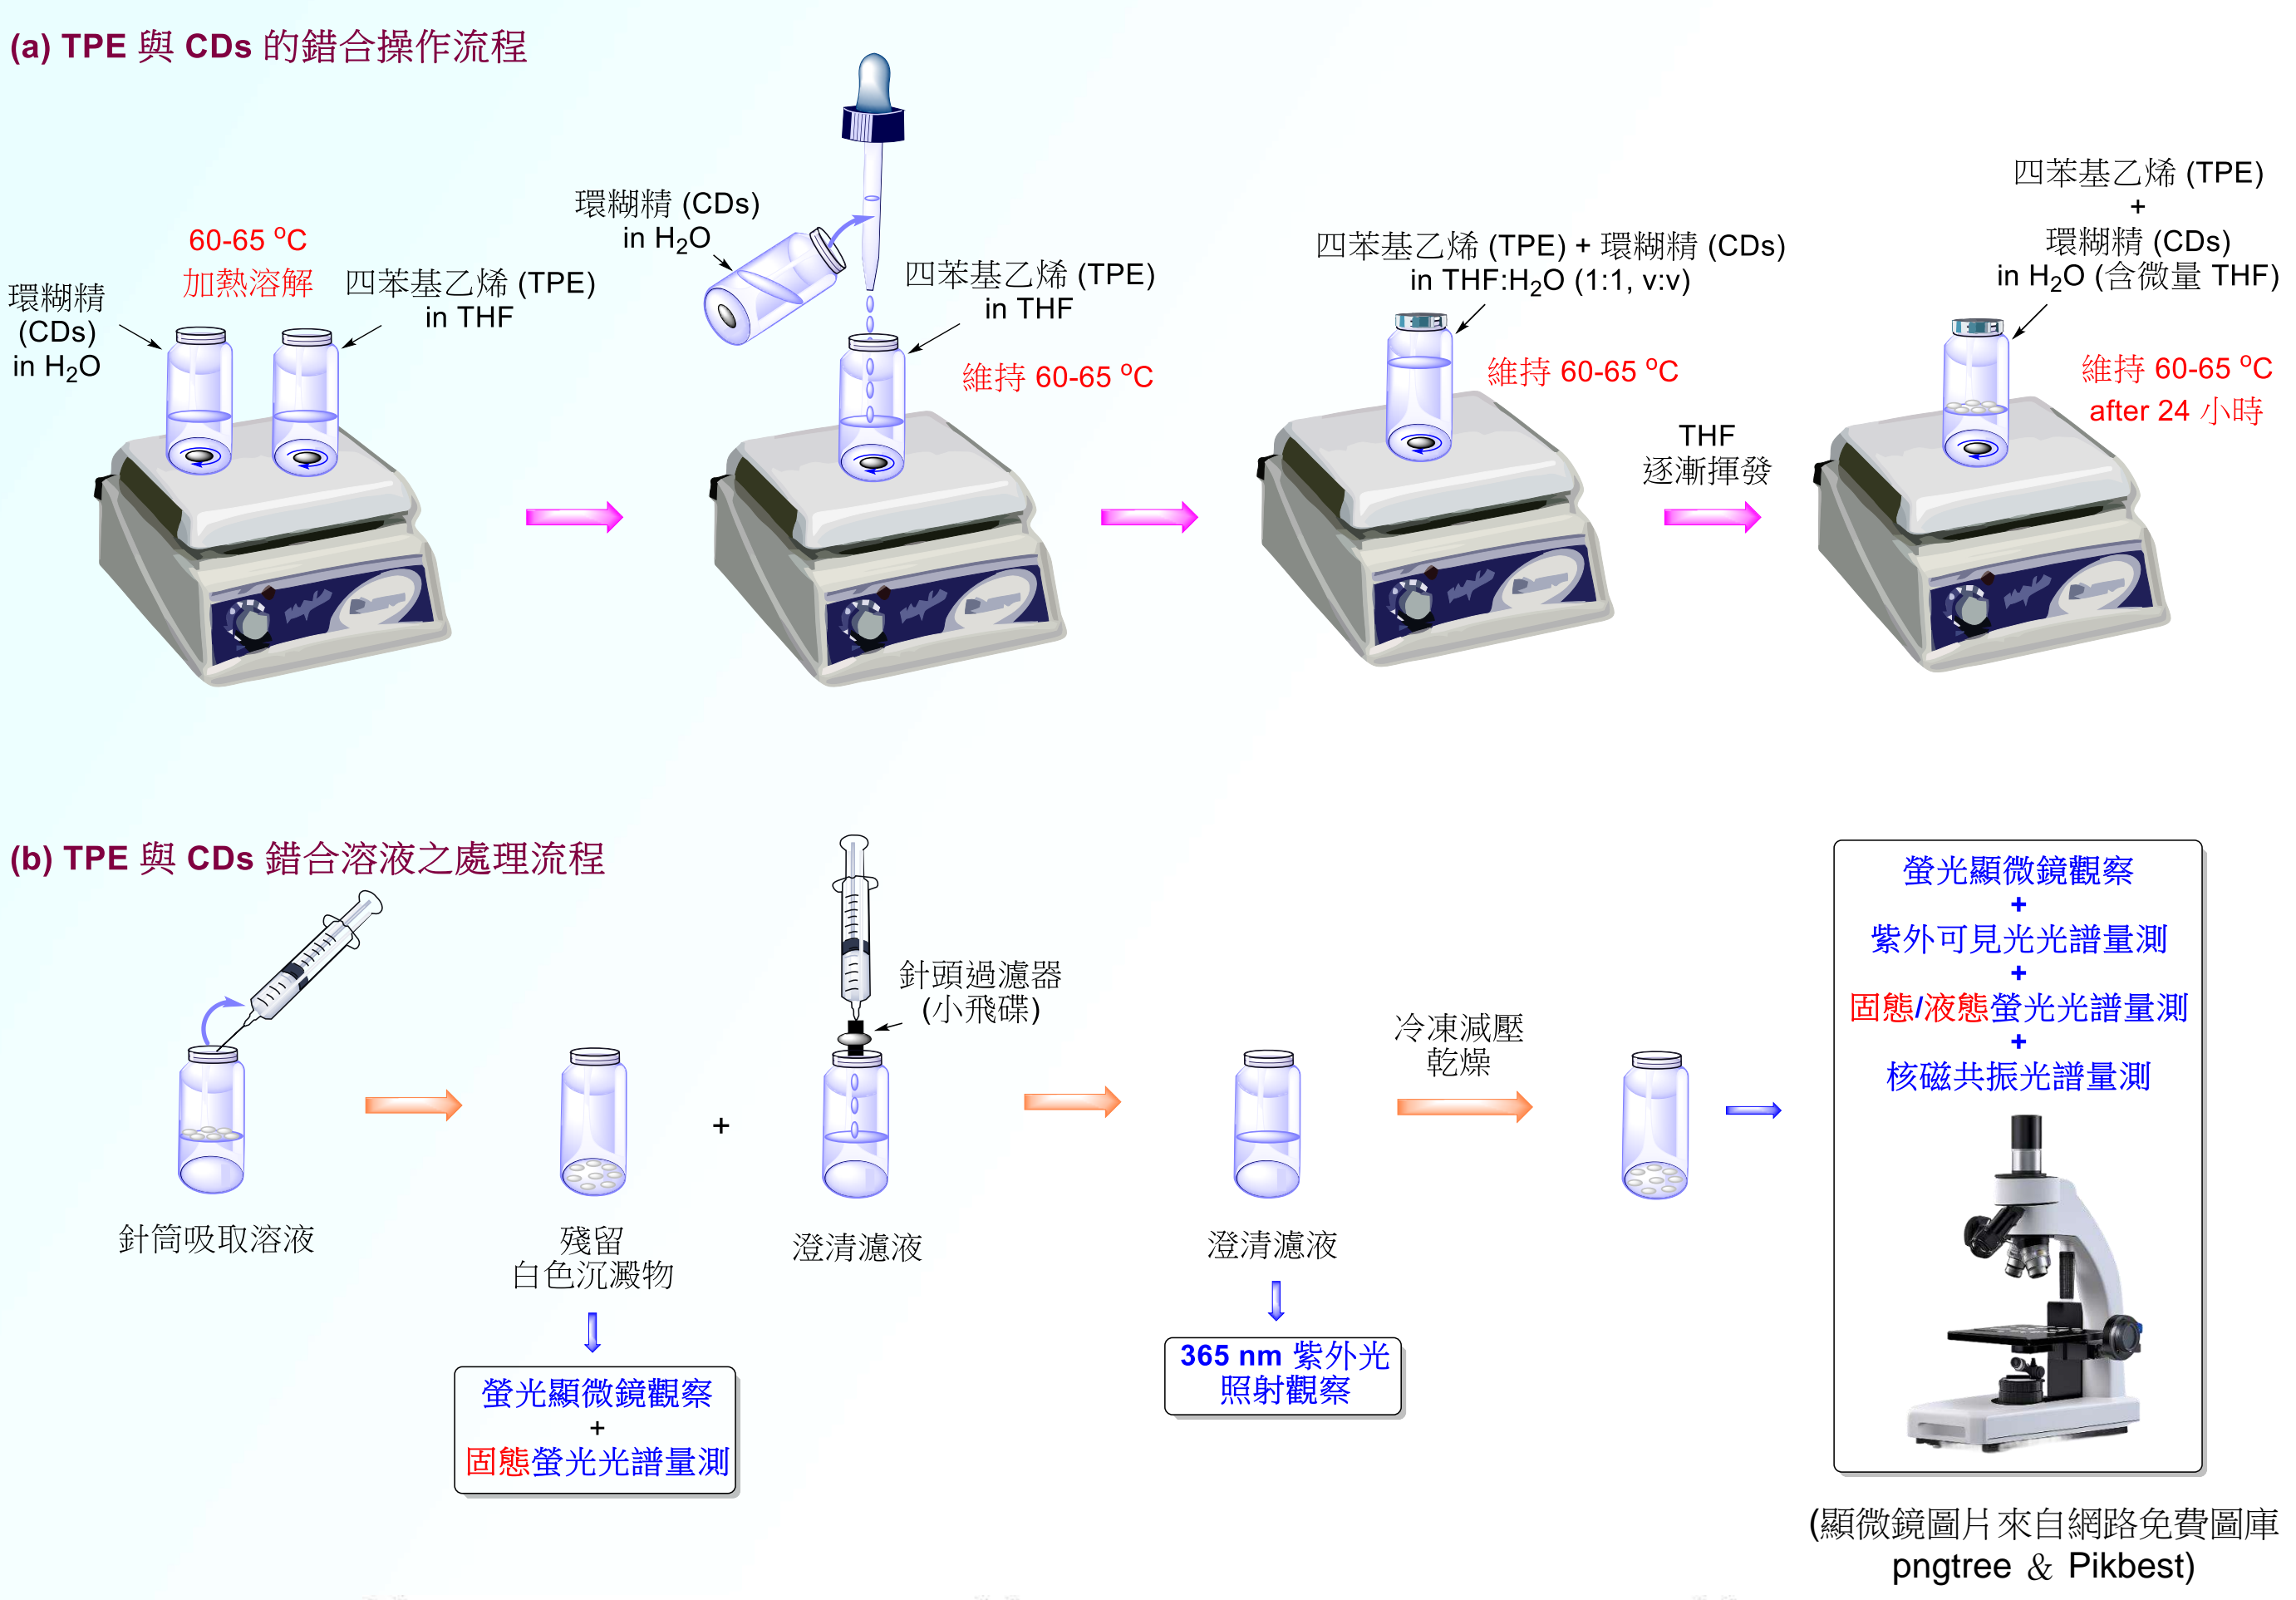 (a) TPE 與 CDs 的錯合操作流程
環糊精
(CDs)
in H₂O
60-65 ºC
加熱溶解
四苯基乙烯 (TPE)
in THF
環糊精 (CDs)
in H₂O
四苯基乙烯 (TPE)
in THF
維持 60-65 ºC
四苯基乙烯 (TPE) + 環糊精 (CDs)
in THF:H₂O (1:1, v:v)
維持 60-65 ºC
THF
逐漸揮發
四苯基乙烯 (TPE)
+
環糊精 (CDs)
in H₂O (含微量 THF)
維持 60-65 ºC
after 24 小時
(b) TPE 與 CDs 錯合溶液之處理流程
針筒吸取溶液
殘留
白色沉澱物
螢光顯微鏡觀察
+
固態螢光光譜量測
+
針頭過濾器
(小飛碟)
澄清濾液
澄清濾液
365 nm 紫外光
照射觀察
冷凍減壓
乾燥
螢光顯微鏡觀察
+
紫外可見光光譜量測
+
固態/液態螢光光譜量測
+
核磁共振光譜量測
(顯微鏡圖片來自網路免費圖庫
pngtree & Pikbest)